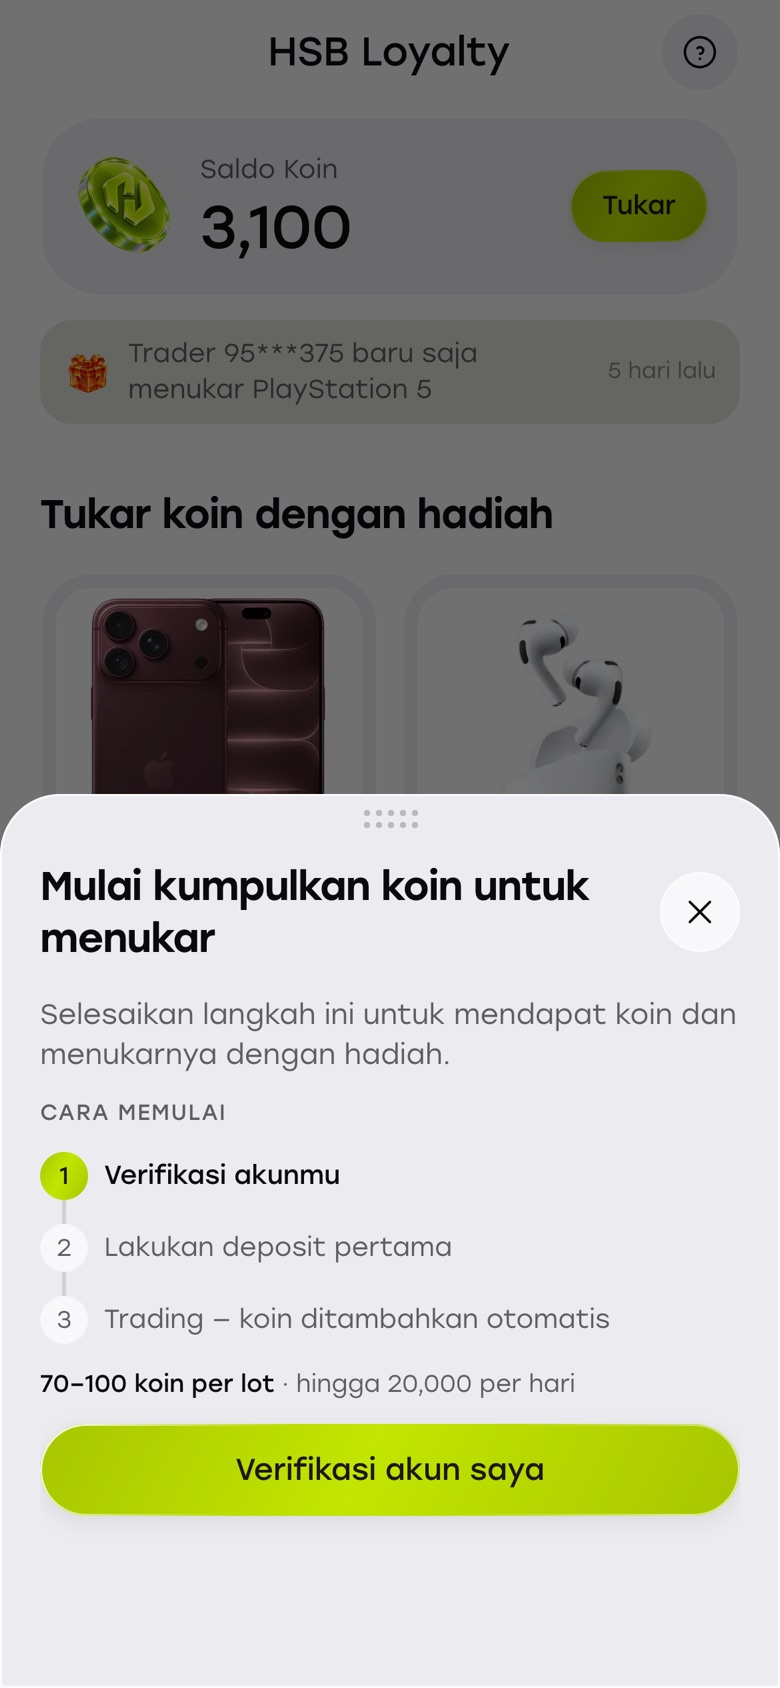 HSB Loyalty
Saldo Koin
3,100
Tukar
Trader 95***375 baru saja
menukar PlayStation 5
5 hari lalu
Tukar koin dengan hadiah
Mulai kumpulkan koin untuk
menukar
Selesaikan langkah ini untuk mendapat koin dan
menukarnya dengan hadiah.
CARA MEMULAI
1 Verifikasi akunmu
2 Lakukan deposit pertama
3 Trading – koin ditambahkan otomatis
70–100 koin per lot · hingga 20,000 per hari
Verifikasi akun saya